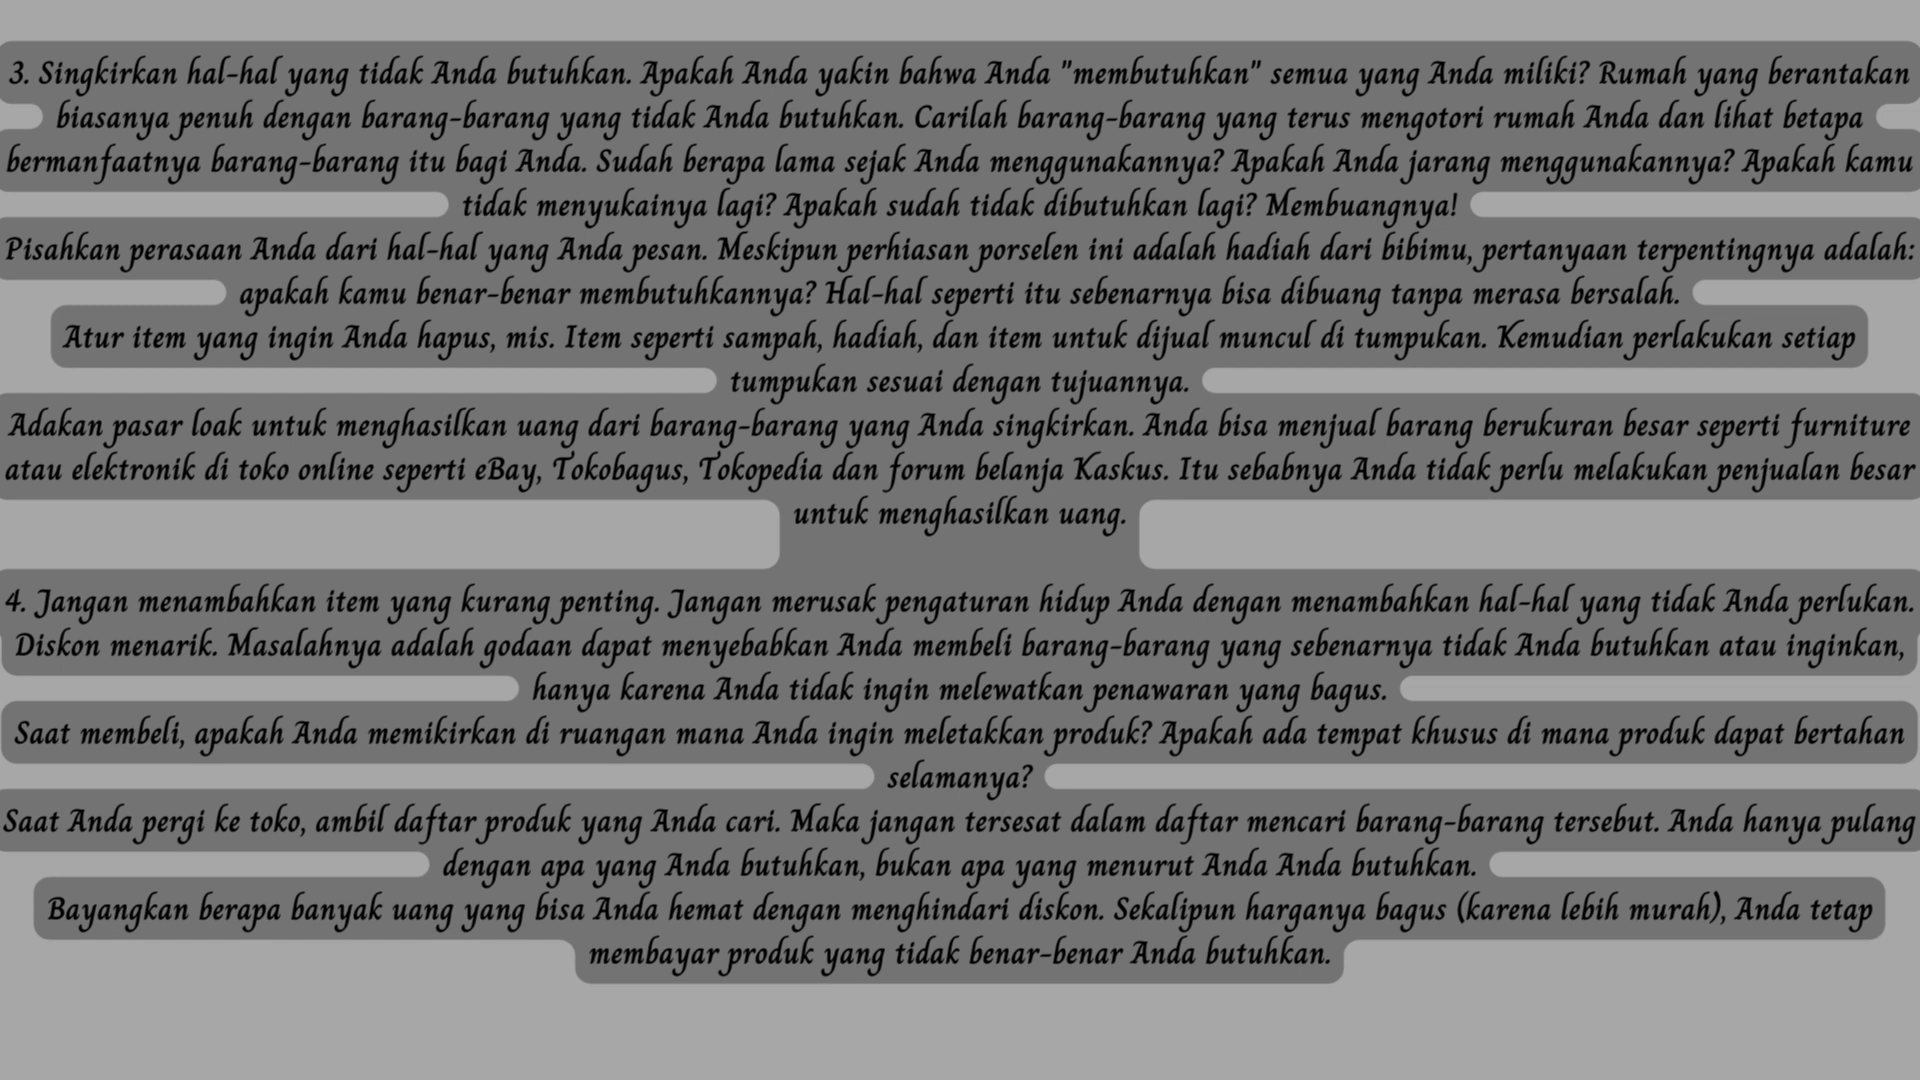 3. Singkirkan hal-hal yang tidak Anda butuhkan. Apakah Anda yakin bahwa Anda "membutuhkan" semua yang Anda miliki? Rumah yang berantakan
biasanya penuh dengan barang-barang yang tidak Anda butuhkan. Carilah barang-barang yang terus mengotori rumah Anda dan lihat betapa
bermanfaatnya barang-barang itu bagi Anda. Sudah berapa lama sejak Anda menggunakannya? Apakah Anda jarang menggunakannya? Apakah kamu
tidak menyukainya lagi? Apakah sudah tidak dibutuhkan lagi? Membuangnya!
Pisahkan perasaan Anda dari hal-hal yang Anda pesan. Meskipun perhiasan porselen ini adalah hadiah dari bibimu, pertanyaan terpentingnya adalah:
apakah kamu benar-benar membutuhkannya? Hal-hal seperti itu sebenarnya bisa dibuang tanpa merasa bersalah.
Atur item yang ingin Anda hapus, mis. Item seperti sampah, hadiah, dan item untuk dijual muncul di tumpukan. Kemudian perlakukan setiap
tumpukan sesuai dengan tujuannya.
Adakan pasar loak untuk menghasilkan uang dari barang-barang yang Anda singkirkan. Anda bisa menjual barang berukuran besar seperti furniture
atau elektronik di toko online seperti eBay, Tokobagus, Tokopedia dan forum belanja Kaskus. Itu sebabnya Anda tidak perlu melakukan penjualan besar
untuk menghasilkan uang.
4. Jangan menambahkan item yang kurang penting. Jangan merusak pengaturan hidup Anda dengan menambahkan hal-hal yang tidak Anda perlukan.
Diskon menarik. Masalahnya adalah godaan dapat menyebabkan Anda membeli barang-barang yang sebenarnya tidak Anda butuhkan atau inginkan,
hanya karena Anda tidak ingin melewatkan penawaran yang bagus.
Saat membeli, apakah Anda memikirkan di ruangan mana Anda ingin meletakkan produk? Apakah ada tempat khusus di mana produk dapat bertahan
selamanya?
Saat Anda pergi ke toko, ambil daftar produk yang Anda cari. Maka jangan tersesat dalam daftar mencari barang-barang tersebut. Anda hanya pulang
dengan apa yang Anda butuhkan, bukan apa yang menurut Anda Anda butuhkan.
Bayangkan berapa banyak uang yang bisa Anda hemat dengan menghindari diskon. Sekalipun harganya bagus (karena lebih murah), Anda tetap
membayar produk yang tidak benar-benar Anda butuhkan.